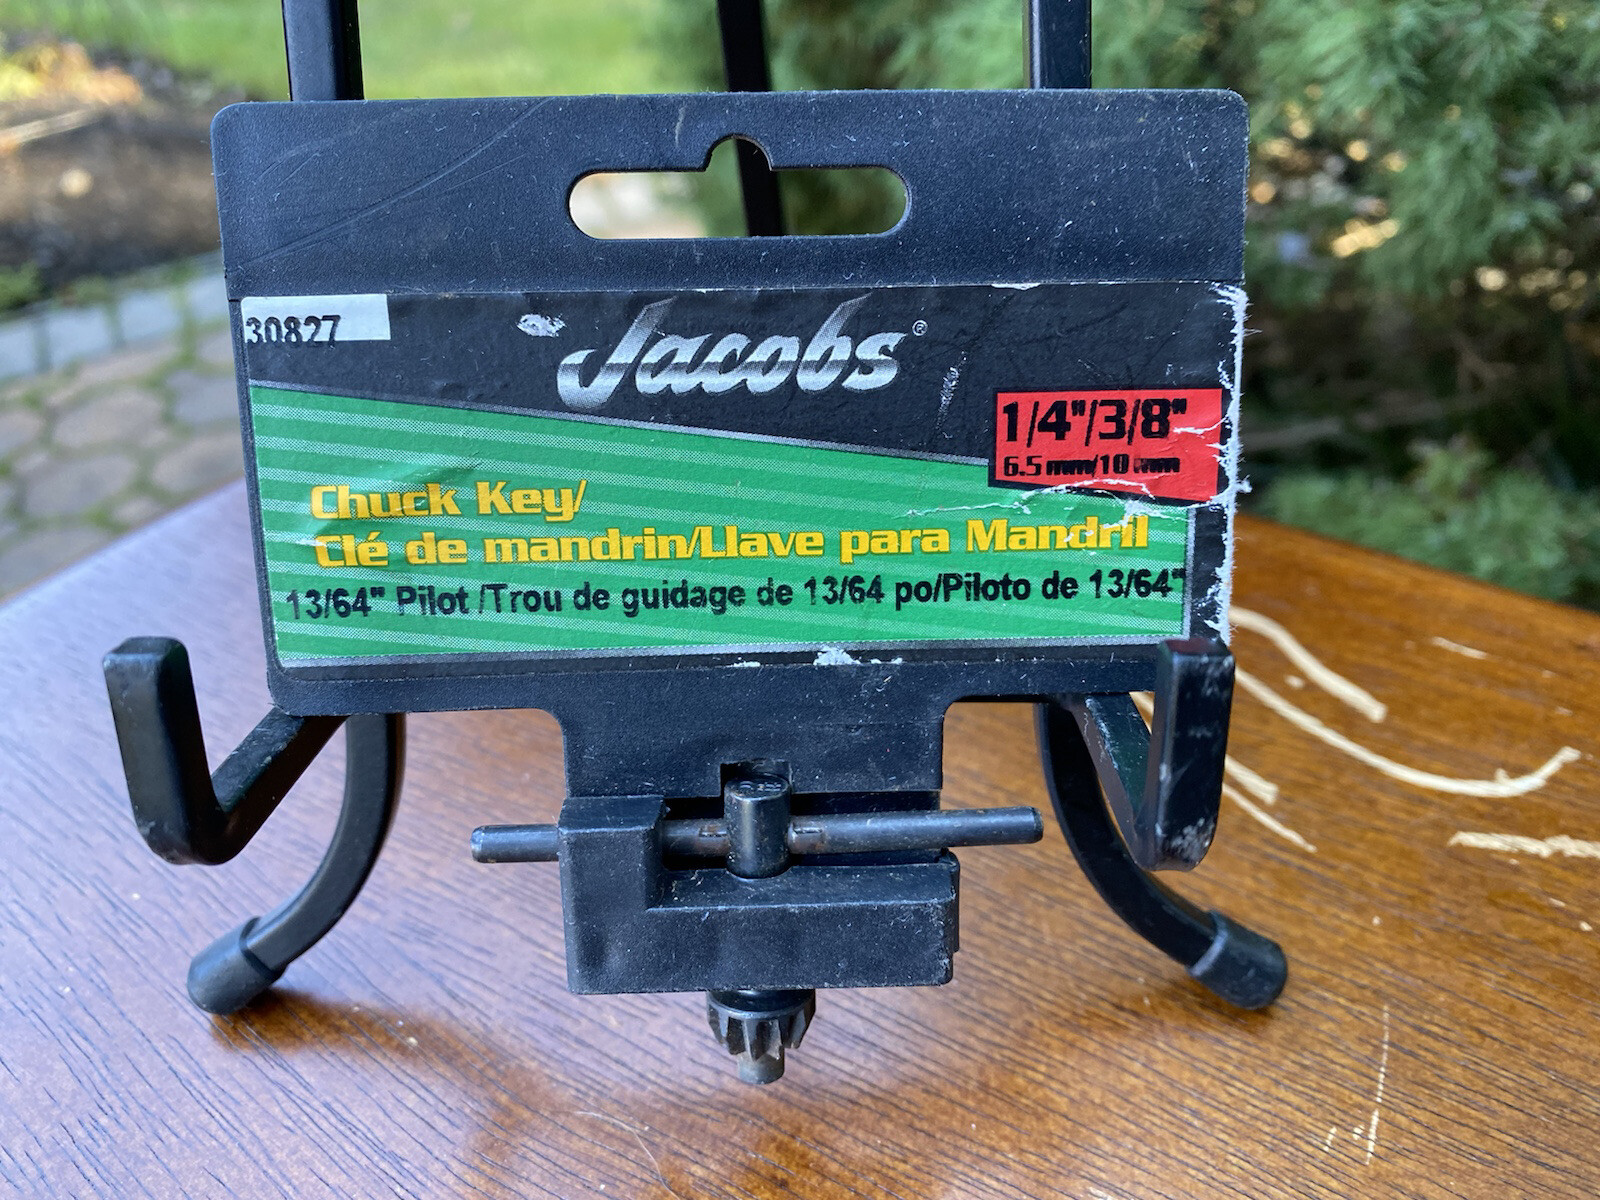 30827
Jacobs®
1/4"/3/8"
6.5 mm/10 mm
Chuck Key/
Clé de mandrin/Llave para Mandril
13/64" Pilot /Trou de guidage de 13/64 po/Piloto de 13/64"